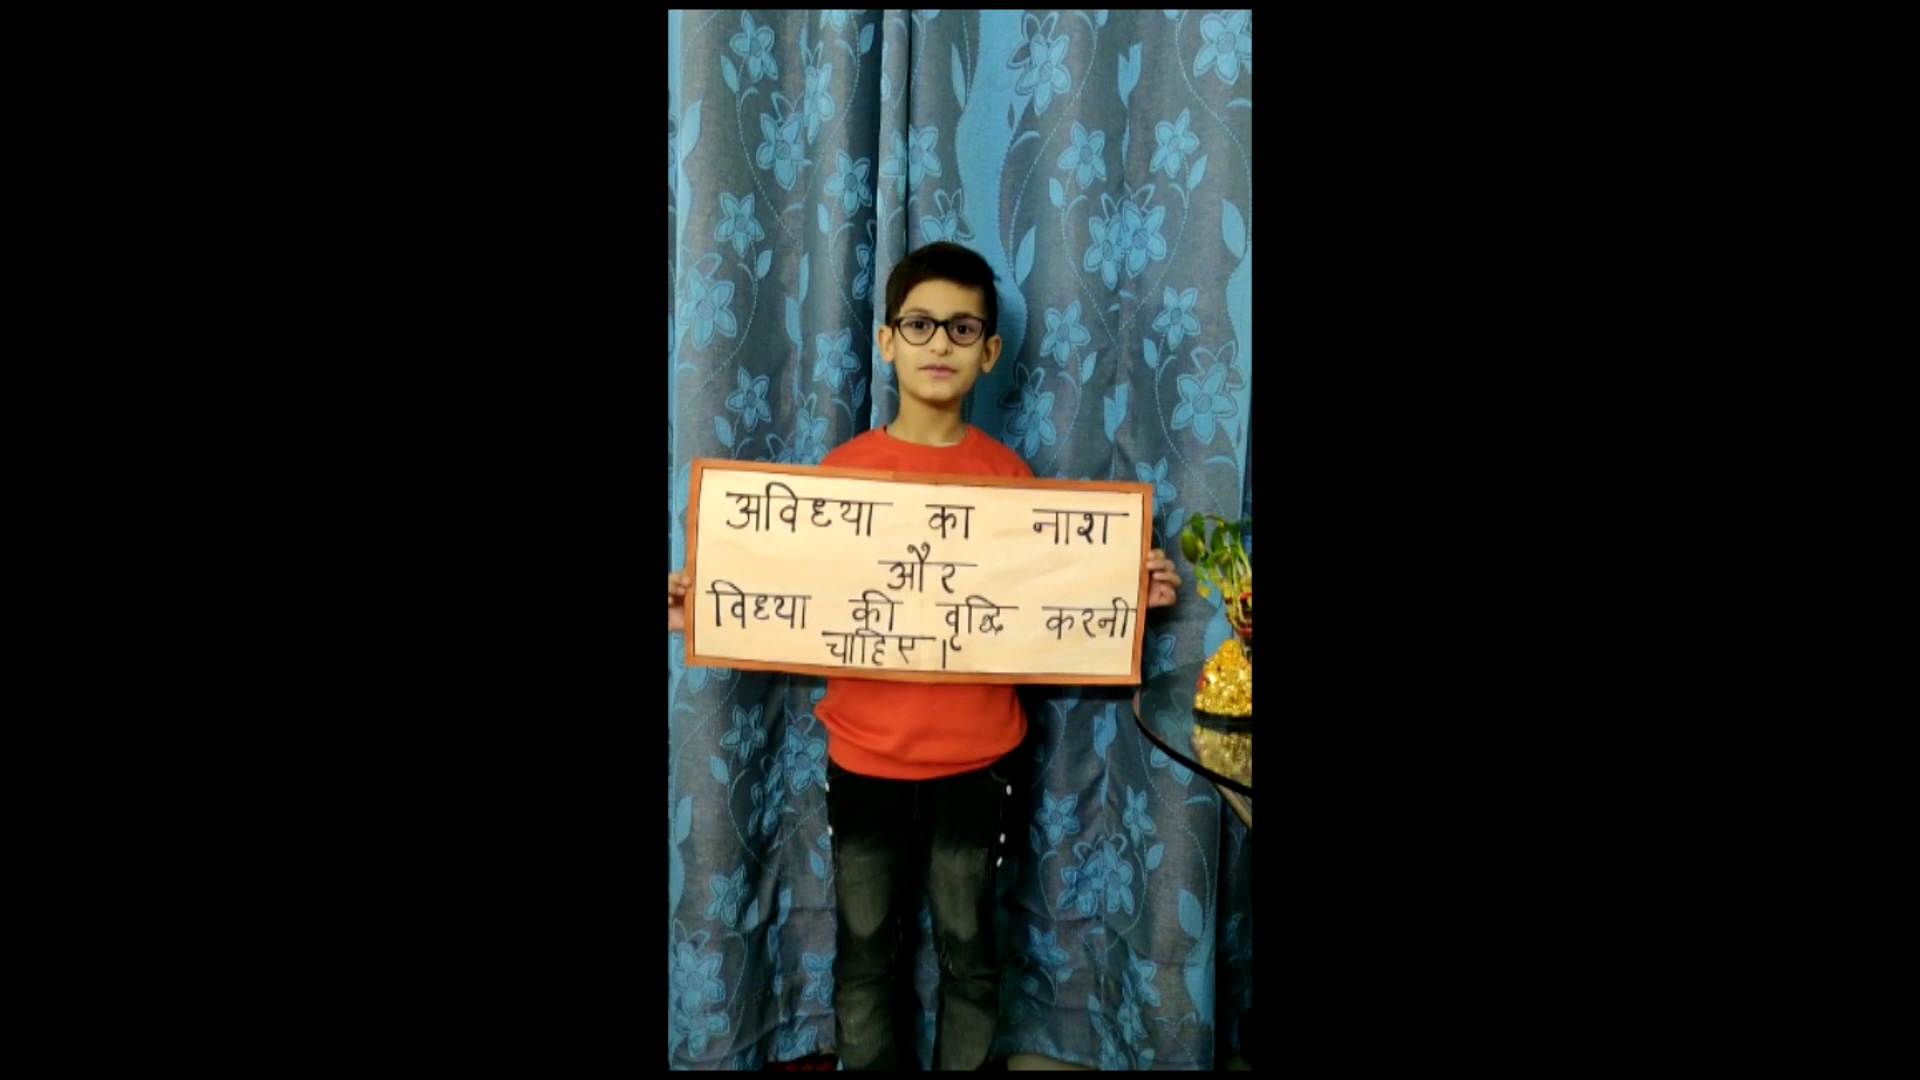 अविध्या का नाश
और
विध्या की वृद्धि करनी
चाहिए।